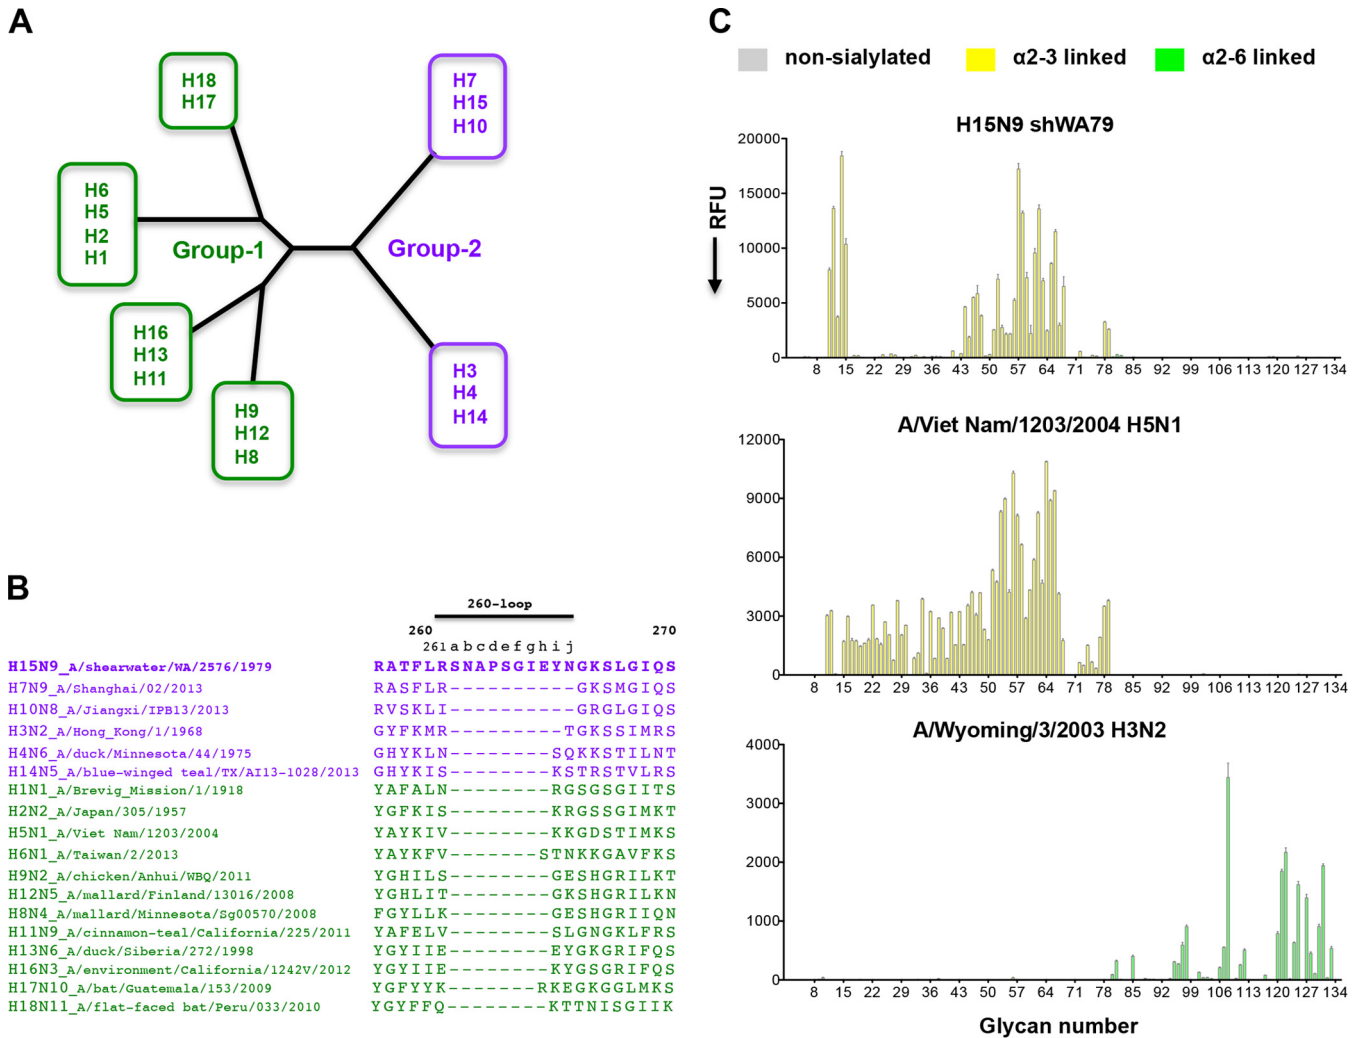 A
H18
H17
H7
H15
H10
H6
H5
H2
H1
Group-1
Group-2
H16
H13
H11
H9
H12
H8
H3
H4
H14
B
260-loop
260
270
261 a b c d e f g h i j
H15N9_A/shearwater/WA/2576/1979 RATFLRSNAPSGIEYNGKSLGIQS
H7N9_A/Shanghai/02/2013 RASFLR----------GKSMGIQS
H10N8_A/Jiangxi/IPB13/2013 RVSKLI----------GRGLGIQS
H3N2_A/Hong_Kong/1/1968 GYFKMR---------TGKSSIMRS
H4N6_A/duck/Minnesota/44/1975 GHYKLN--------SQKKSTILNT
H14N5_A/blue-winged teal/TX/AI13-1028/2013 GHYKIS--------KSTRSTVLRS
H1N1_A/Brevig_Mission/1/1918 YAFALN--------RGSGSGIITS
H2N2_A/Japan/305/1957 YGFKIS--------KRGSSGIMKT
H5N1_A/Viet Nam/1203/2004 YAYKIV--------KKGDSTIMKS
H6N1_A/Taiwan/2/2013 YAYKFV-------STNKKGAVFKS
H9N2_A/chicken/Anhui/WBQ/2011 YGHILS--------GESHGRILKT
H12N5_A/mallard/Finland/13016/2008 YGHLIT--------GKSHGRILKN
H8N4_A/mallard/Minnesota/Sg00570/2008 FGYLLK--------GESHGRIIQN
H11N9_A/cinnamon-teal/California/225/2011 YAFELV--------SLGNGKLFRS
H13N6_A/duck/Siberia/272/1998 YGYIIE--------EYGKGRIFQS
H16N3_A/environment/California/1242V/2012 YGYIIE--------KYGSGRIFQS
H17N10_A/bat/Guatemala/153/2009 YGFYYK-------RKEGKGGLMKS
H18N11_A/flat-faced bat/Peru/033/2010 YGYFFQ--------KTTNISGIIK
C
non-sialylated α2-3 linked α2-6 linked
H15N9 shWA79
RFU
20000
15000
10000
5000
0
8 15 22 29 36 43 50 57 64 71 78 85 92 99 106 113 120 127 134
A/Viet Nam/1203/2004 H5N1
12000
9000
6000
3000
0
8 15 22 29 36 43 50 57 64 71 78 85 92 99 106 113 120 127 134
A/Wyoming/3/2003 H3N2
4000
3000
2000
1000
0
8 15 22 29 36 43 50 57 64 71 78 85 92 99 106 113 120 127 134
Glycan number